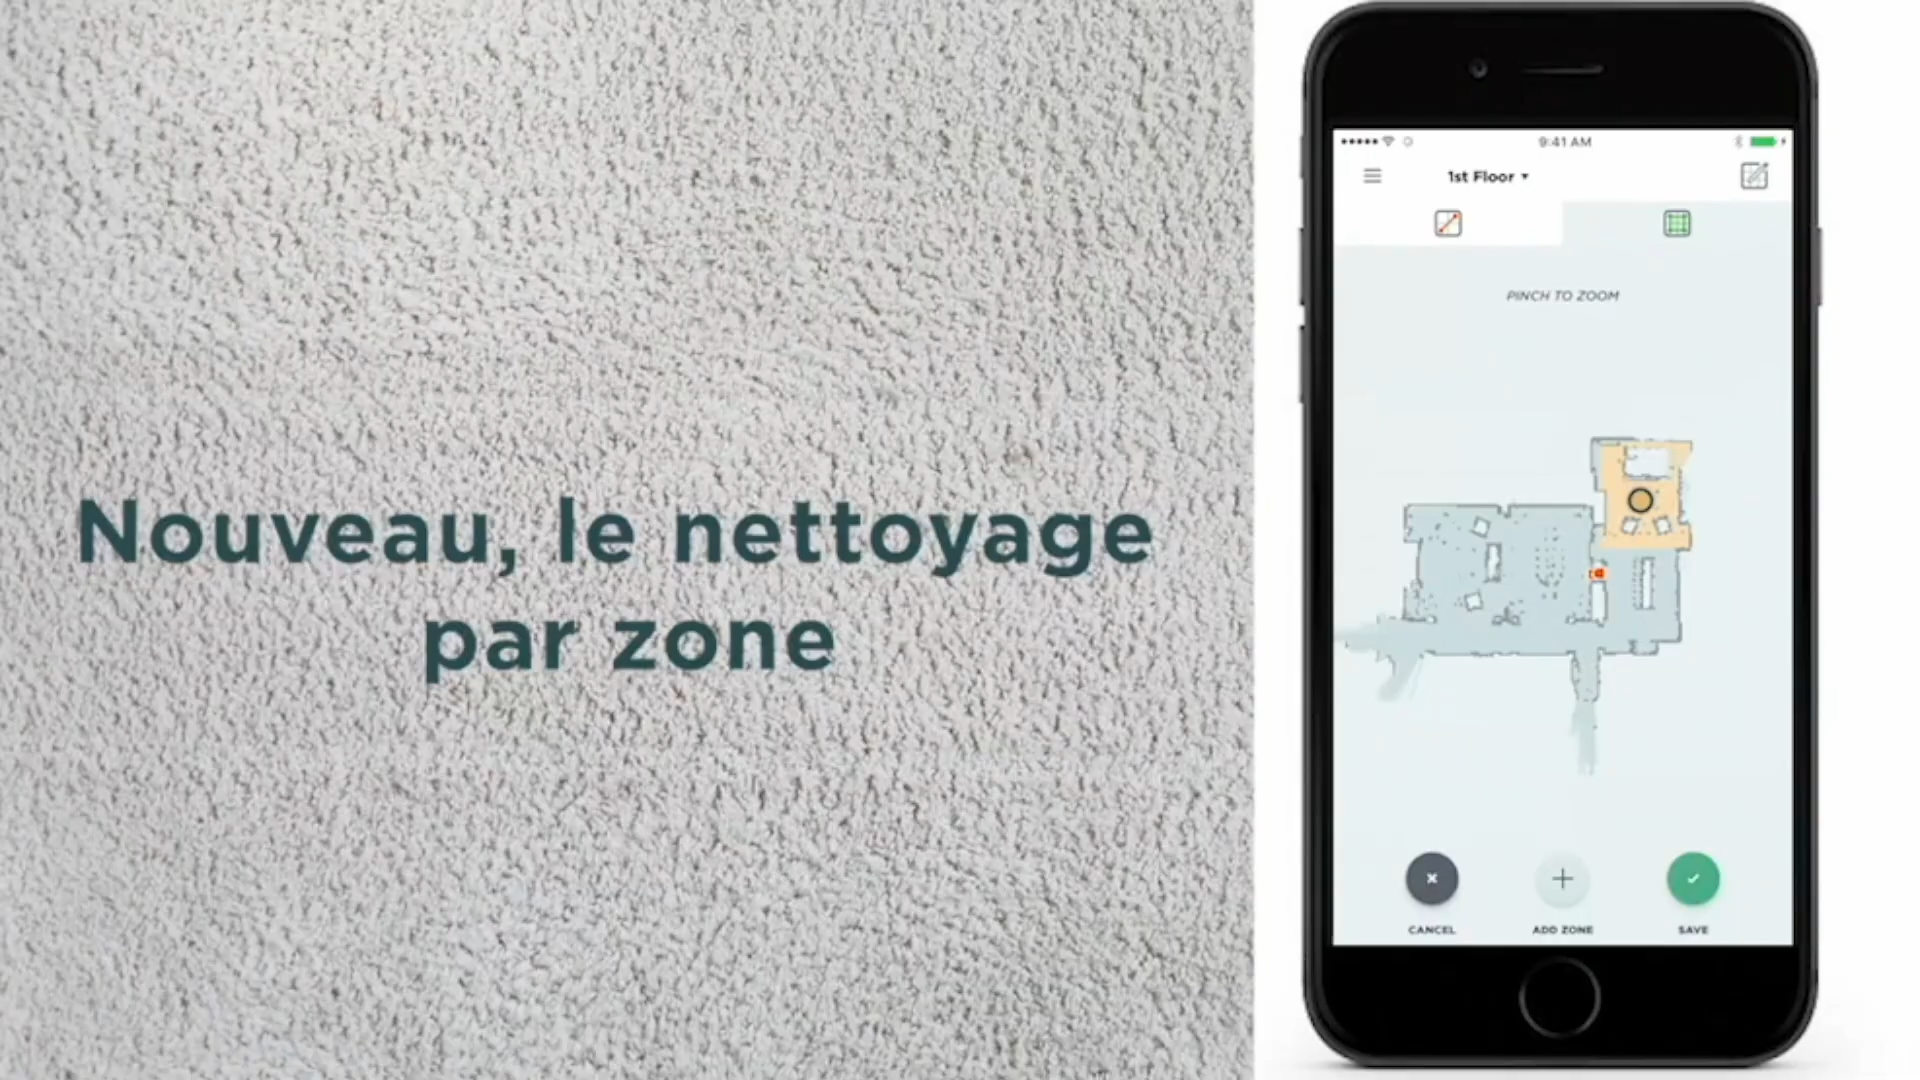 Nouveau, le nettoyage
par zone
9:41 AM
1st Floor
PINCH TO ZOOM
CANCEL
ADD ZONE
SAVE